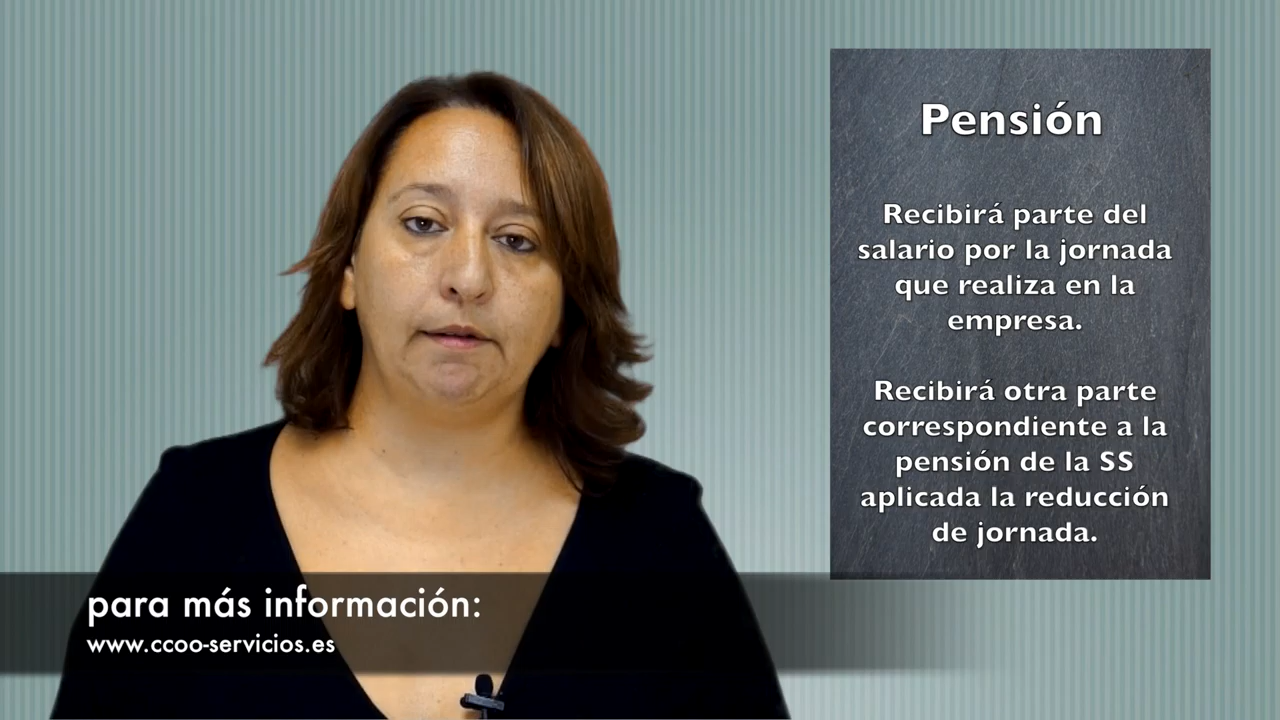 Pensión
Recibirá parte del
salario por la jornada
que realiza en la
empresa.
Recibirá otra parte
correspondiente a la
pensión de la SS
aplicada la reducción
de jornada.
para más información:
www.ccoo-servicios.es